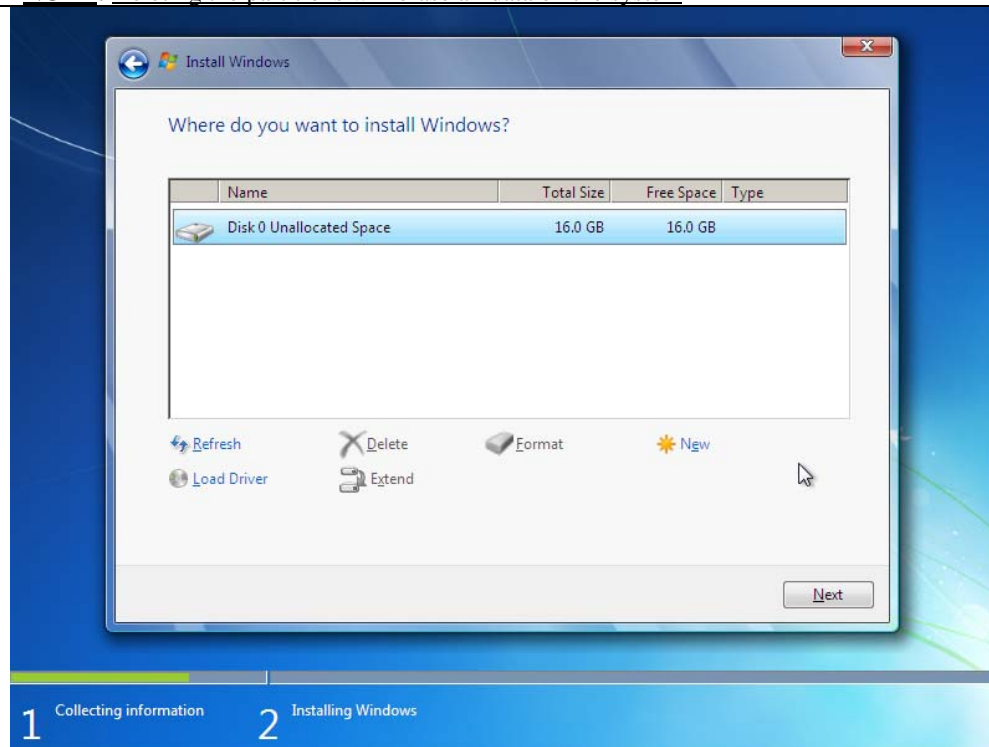 Install Windows
Where do you want to install Windows?
Name Total Size Free Space Type
Disk 0 Unallocated Space 16.0 GB 16.0 GB
Refresh Delete Format New
Load Driver Extend
Next
1 Collecting information 2 Installing Windows